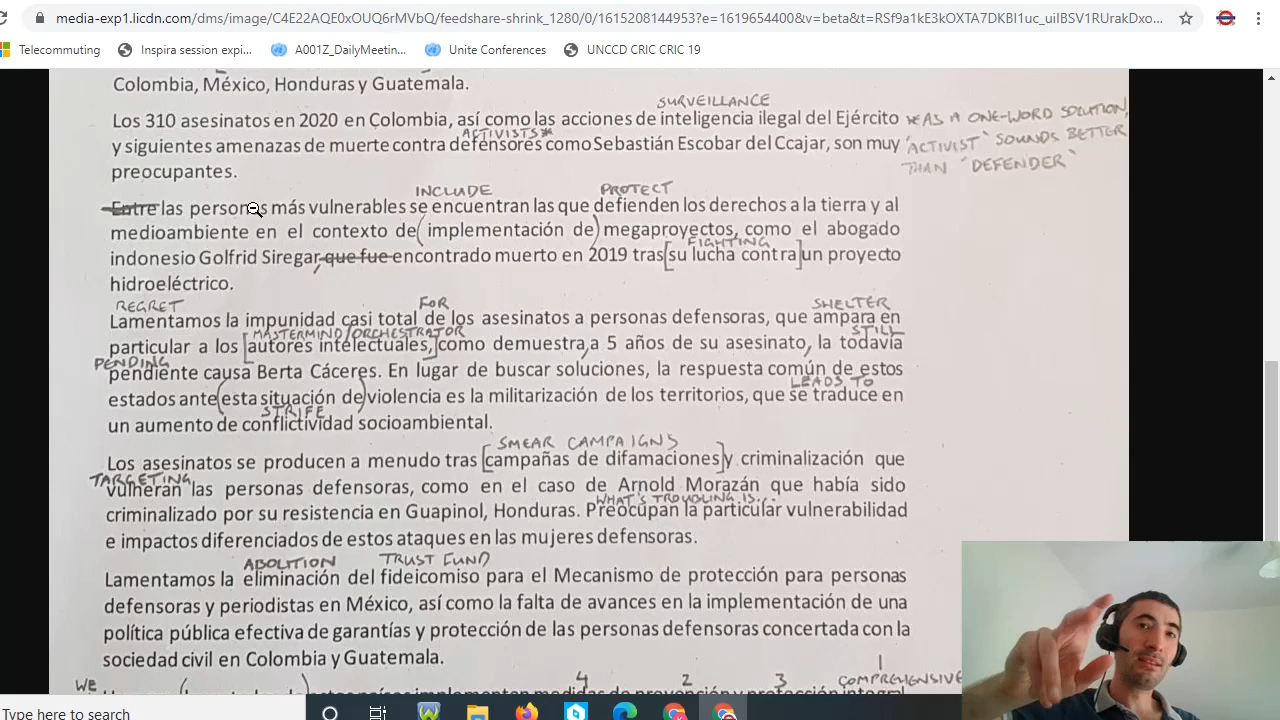 media-exp1.licdn.com/dms/image/C4E22AQE0xOUQ6rMVbQ/feedshare-shrink_1280/0/1615208144953?e=1619654400&v=beta&t=RSf9a1kE3kOXTA7DKBI1uc_uiIBSV1RUrakDxo...
Telecommuting Inspira session expi... A001Z_DailyMeetin... Unite Conferences UNCCD CRIC CRIC 19
Colombia, México, Honduras y Guatemala.
SURVEILLANCE
Los 310 asesinatos en 2020 en Colombia, así como las acciones de inteligencia ilegal del Ejército *AS A ONE-WORD SOLUTION,
ACTIVISTS*
y siguientes amenazas de muerte contra defensores como Sebastián Escobar del Ccajar, son muy "ACTIVIST" SOUNDS BETTER
preocupantes. THAN "DEFENDER"
INCLUDE PROTECT
Entre las personas más vulnerables se encuentran las que defienden los derechos a la tierra y al
medioambiente en el contexto de (implementación de) megaproyectos, como el abogado
FIGHTING
indonesio Golfrid Siregar, que fue encontrado muerto en 2019 tras [su lucha contra] un proyecto
hidroeléctrico.
REGRET FOR SHELTER
Lamentamos la impunidad casi total de los asesinatos a personas defensoras, que ampara en
MASTERMIND/ORCHESTRATOR STILL
particular a los [autores intelectuales,] como demuestra, a 5 años de su asesinato, la todavía
PENDING
pendiente causa Berta Cáceres. En lugar de buscar soluciones, la respuesta común de estos
LEADS TO
estados ante (esta situación de) violencia es la militarización de los territorios, que se traduce en
STRIFE
un aumento de conflictividad socioambiental.
SMEAR CAMPAIGNS
Los asesinatos se producen a menudo tras [campañas de difamaciones] y criminalización que
TARGETING
vulneran las personas defensoras, como en el caso de Arnold Morazán que había sido
WHAT'S TROUBLING IS...
criminalizado por su resistencia en Guapinol, Honduras. Preocupan la particular vulnerabilidad
e impactos diferenciados de estos ataques en las mujeres defensoras.
ABOLITION TRUST FUND
Lamentamos la eliminación del fideicomiso para el Mecanismo de protección para personas
defensoras y periodistas en México, así como la falta de avances en la implementación de una
política pública efectiva de garantías y protección de las personas defensoras concertada con la
sociedad civil en Colombia y Guatemala.
WE 4 2 3 1 COMPREHENSIVE
estos países implementen medidas de prevención y protección integral
Type here to search